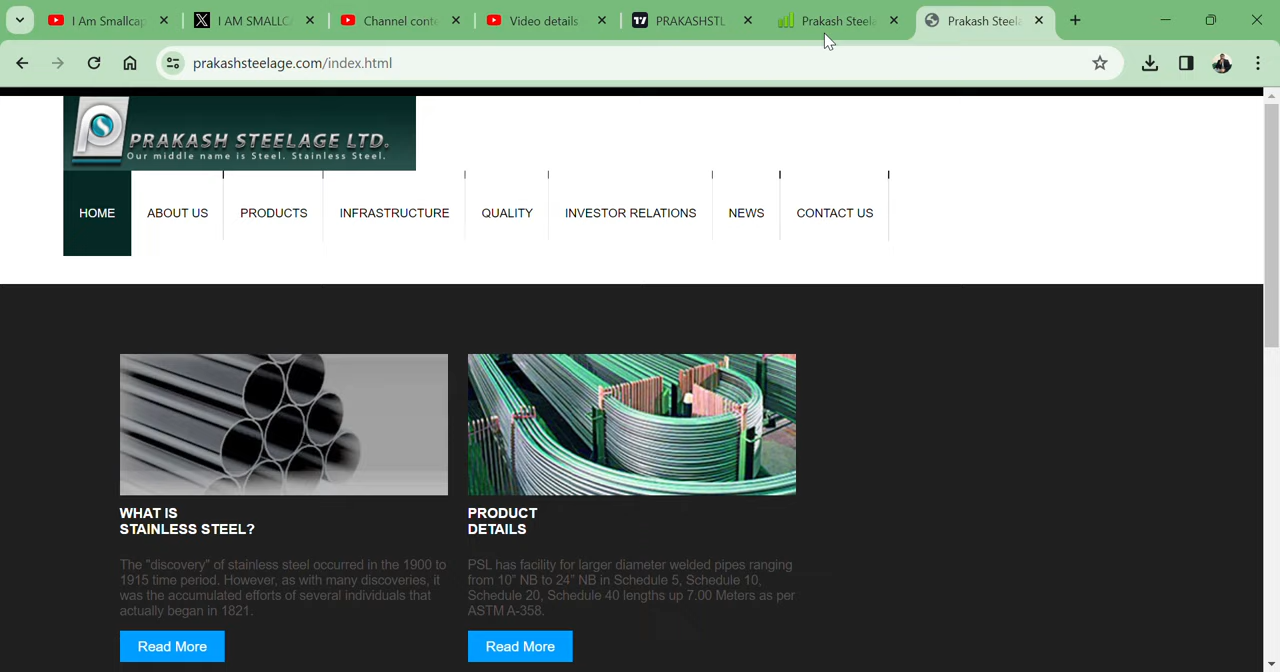 I Am Smallcap
I AM SMALLCA
Channel conte
Video details
PRAKASHSTL
Prakash Steela
Prakash Steela
prakashsteelage.com/index.html
PRAKASH STEELAGE LTD.
Our middle name is Steel. Stainless Steel.
HOME
ABOUT US
PRODUCTS
INFRASTRUCTURE
QUALITY
INVESTOR RELATIONS
NEWS
CONTACT US
WHAT IS
STAINLESS STEEL?
The "discovery" of stainless steel occurred in the 1900 to
1915 time period. However, as with many discoveries, it
was the accumulated efforts of several individuals that
actually began in 1821.
Read More
PRODUCT
DETAILS
PSL has facility for larger diameter welded pipes ranging
from 10" NB to 24" NB in Schedule 5, Schedule 10,
Schedule 20, Schedule 40 lengths up 7.00 Meters as per
ASTM A-358.
Read More